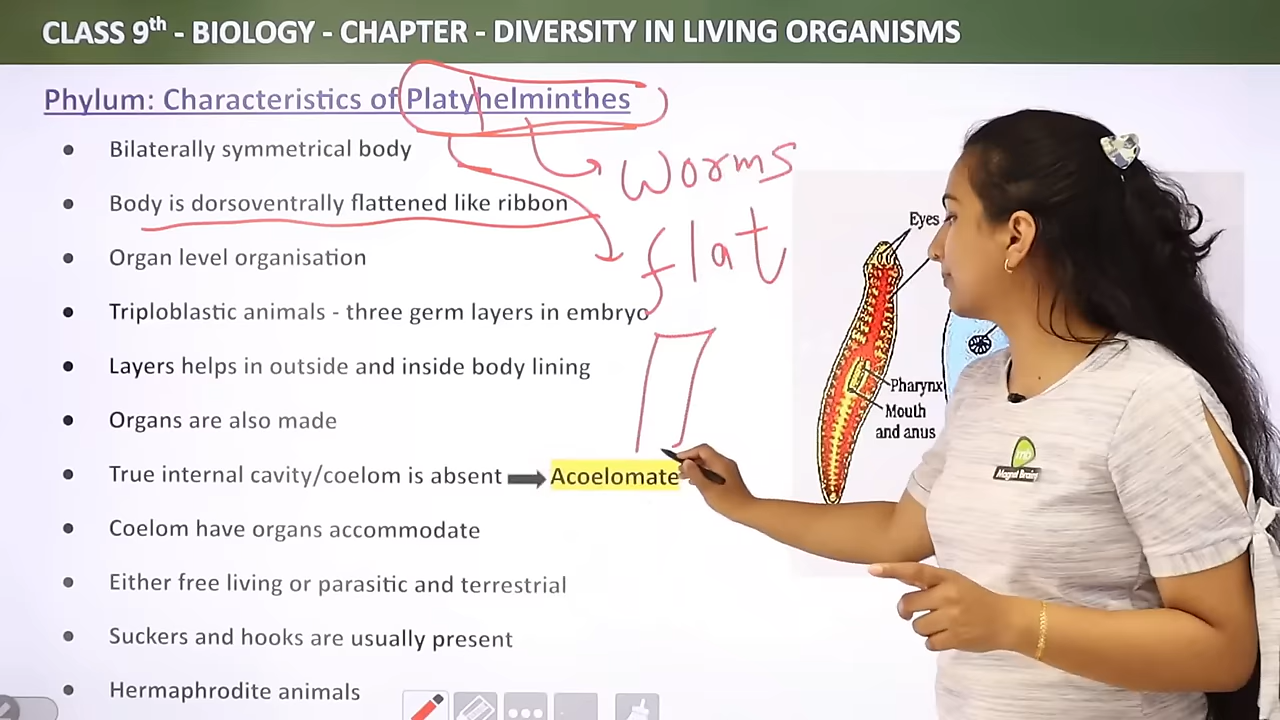 CLASS 9th - BIOLOGY - CHAPTER - DIVERSITY IN LIVING ORGANISMS
Phylum: Characteristics of Platyhelminthes
Bilaterally symmetrical body
worms
Body is dorsoventrally flattened like ribbon
flat
Organ level organisation
Triploblastic animals - three germ layers in embryo
Layers helps in outside and inside body lining
Organs are also made
True internal cavity/coelom is absent Acoelomate
Coelom have organs accommodate
Either free living or parasitic and terrestrial
Suckers and hooks are usually present
Hermaphrodite animals
Eyes
Pharynx
Mouth
and anus
Magnet Brains